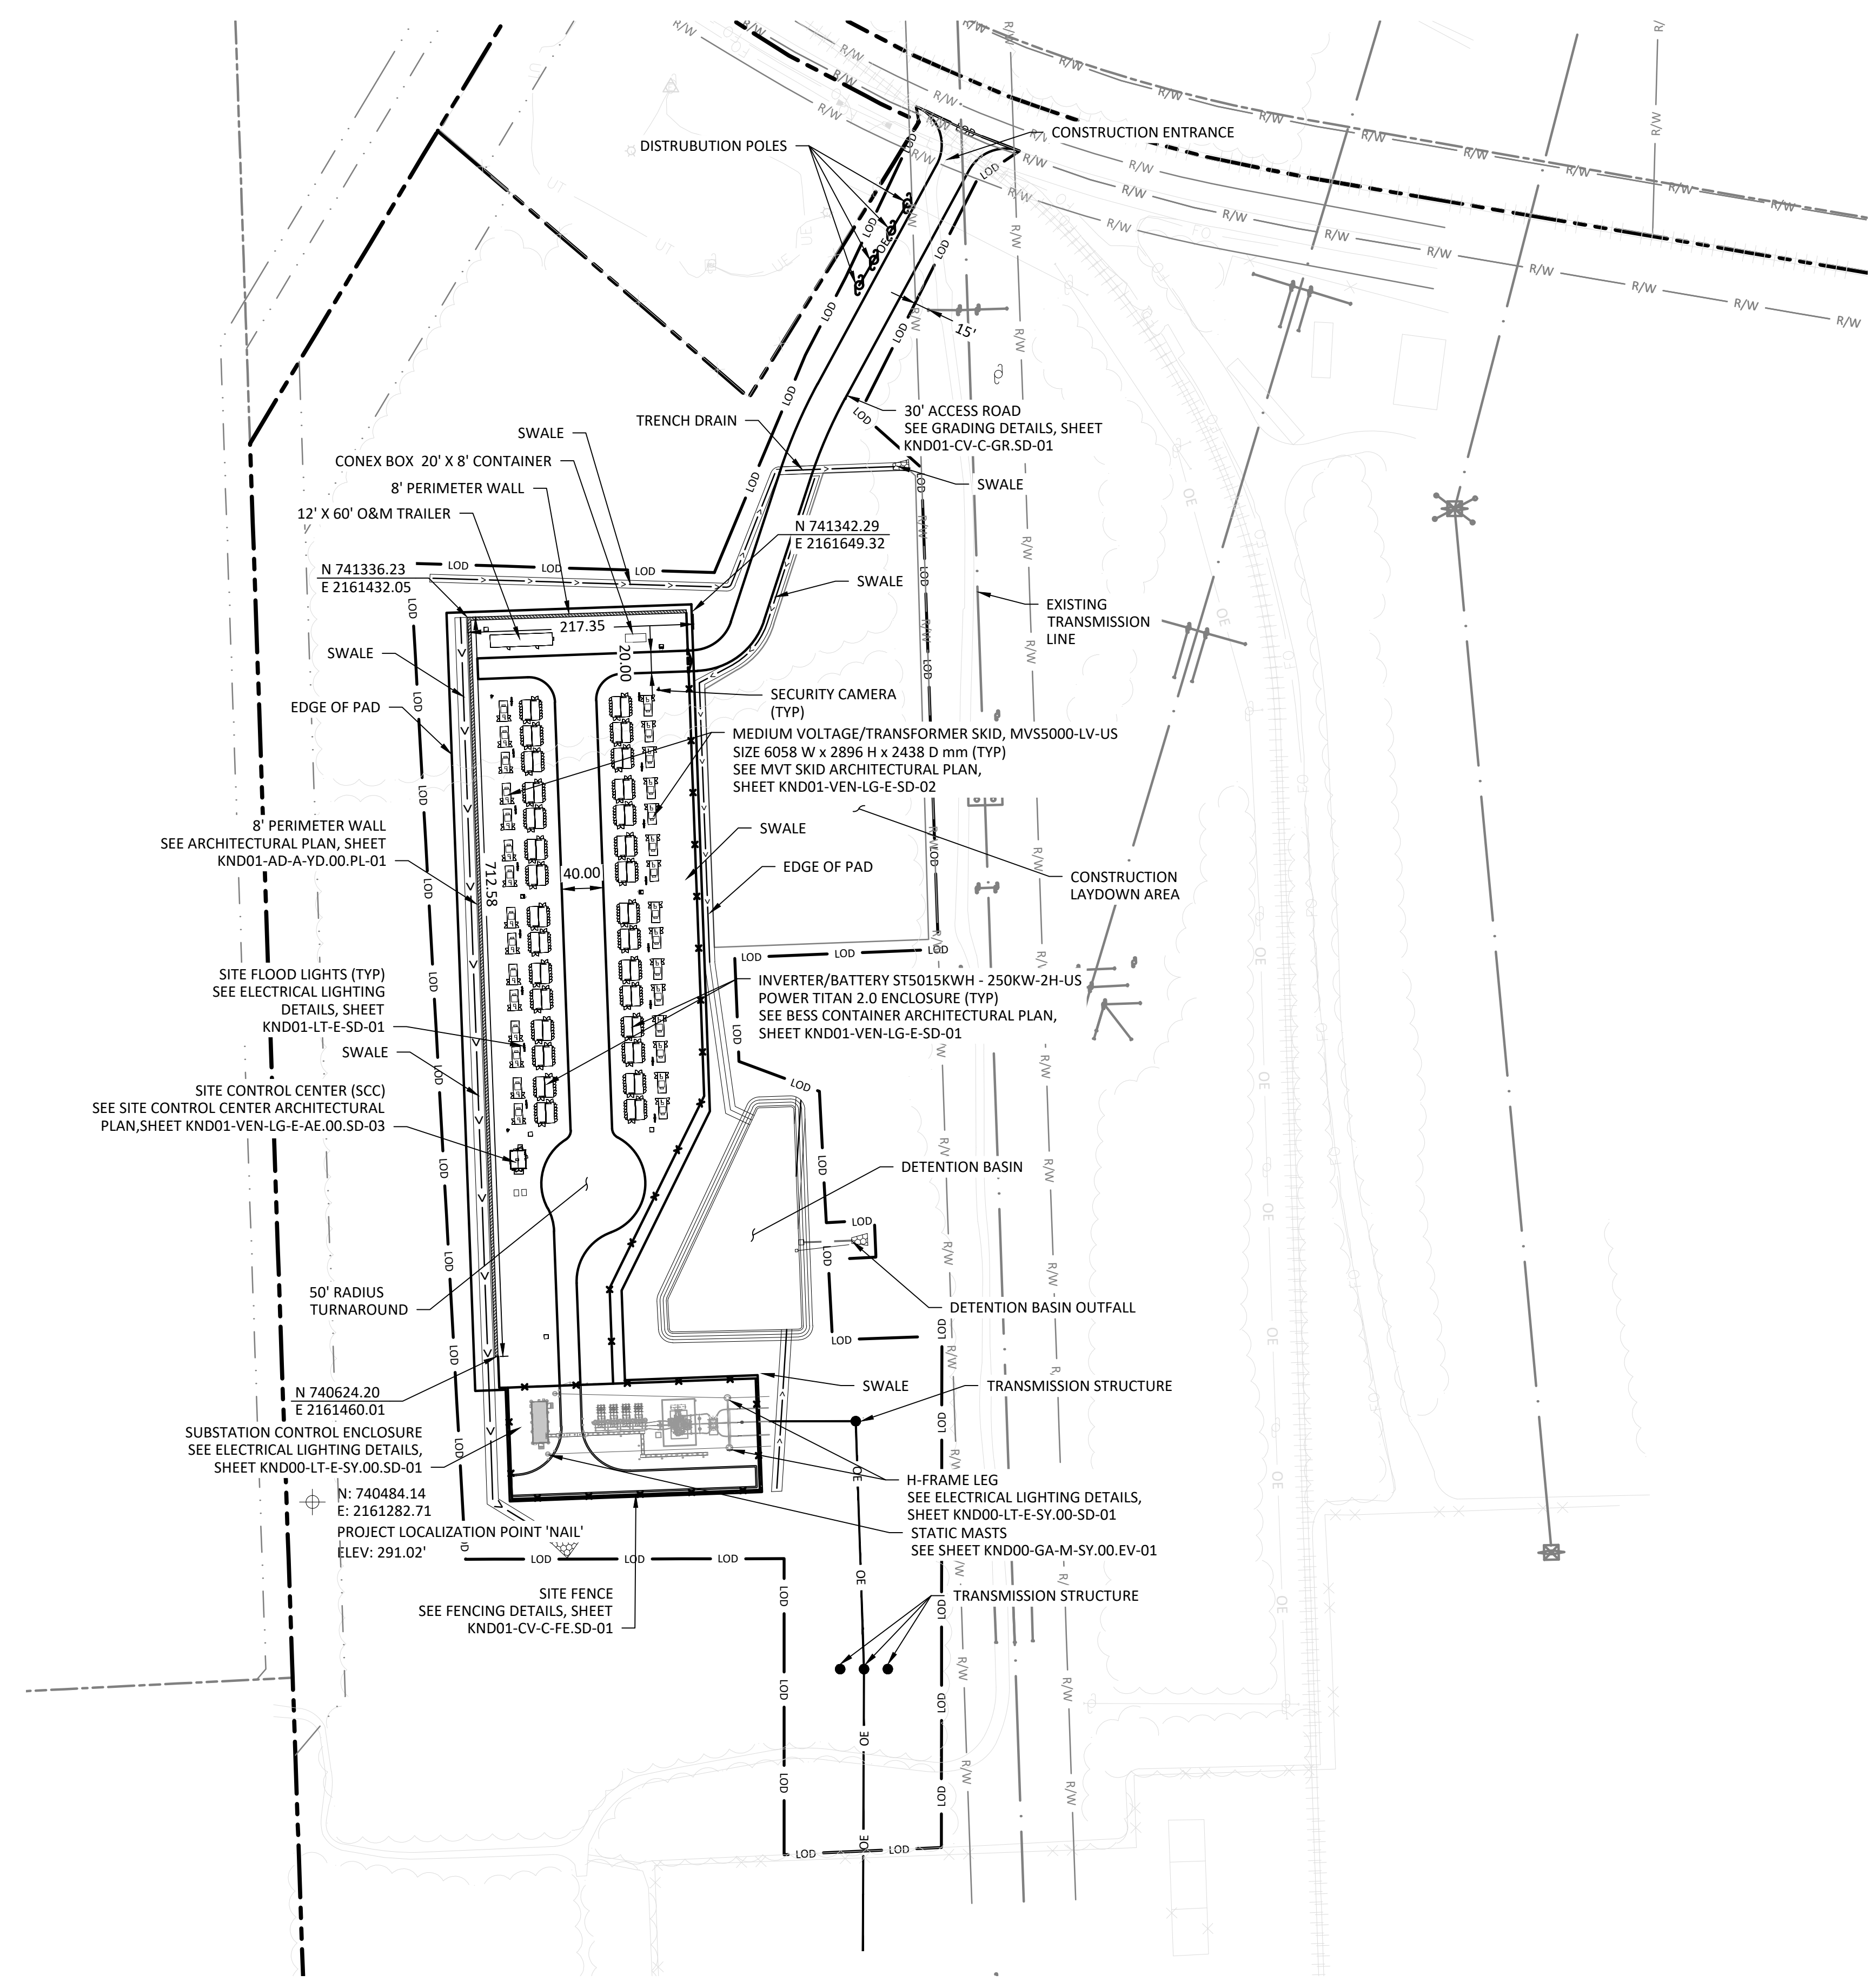 DISTRUBUTION POLES
CONSTRUCTION ENTRANCE
15'
30' ACCESS ROAD
SEE GRADING DETAILS, SHEET
KND01-CV-C-GR.SD-01
TRENCH DRAIN
SWALE
CONEX BOX 20' X 8' CONTAINER
8' PERIMETER WALL
12' X 60' O&M TRAILER
SWALE
N 741342.29
E 2161649.32
N 741336.23
E 2161432.05
SWALE
EXISTING
TRANSMISSION
LINE
217.35
20.00
SWALE
EDGE OF PAD
SECURITY CAMERA
(TYP)
MEDIUM VOLTAGE/TRANSFORMER SKID, MVS5000-LV-US
SIZE 6058 W x 2896 H x 2438 D mm (TYP)
SEE MVT SKID ARCHITECTURAL PLAN,
SHEET KND01-VEN-LG-E-SD-02
8' PERIMETER WALL
SEE ARCHITECTURAL PLAN, SHEET
KND01-AD-A-YD.00.PL-01
SWALE
EDGE OF PAD
712.58
40.00
CONSTRUCTION
LAYDOWN AREA
SITE FLOOD LIGHTS (TYP)
SEE ELECTRICAL LIGHTING
DETAILS, SHEET
KND01-LT-E-SD-01
INVERTER/BATTERY ST5015KWH - 250KW-2H-US
POWER TITAN 2.0 ENCLOSURE (TYP)
SEE BESS CONTAINER ARCHITECTURAL PLAN,
SHEET KND01-VEN-LG-E-SD-01
SWALE
SITE CONTROL CENTER (SCC)
SEE SITE CONTROL CENTER ARCHITECTURAL
PLAN,SHEET KND01-VEN-LG-E-AE.00.SD-03
DETENTION BASIN
50' RADIUS
TURNAROUND
DETENTION BASIN OUTFALL
N 740624.20
E 2161460.01
SWALE
TRANSMISSION STRUCTURE
SUBSTATION CONTROL ENCLOSURE
SEE ELECTRICAL LIGHTING DETAILS,
SHEET KND00-LT-E-SY.00.SD-01
H-FRAME LEG
SEE ELECTRICAL LIGHTING DETAILS,
SHEET KND00-LT-E-SY.00-SD-01
N: 740484.14
E: 2161282.71
PROJECT LOCALIZATION POINT 'NAIL'
ELEV: 291.02'
STATIC MASTS
SEE SHEET KND00-GA-M-SY.00.EV-01
SITE FENCE
SEE FENCING DETAILS, SHEET
KND01-CV-C-FE.SD-01
TRANSMISSION STRUCTURE
LOD
OE
R/W
UT
UE
FO